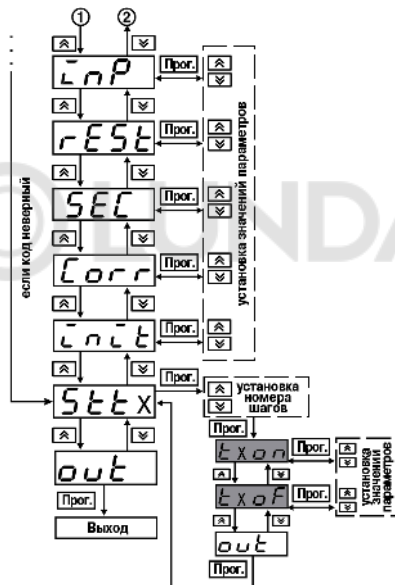 1 2
inP
Прог.
rESt
Прог.
SEC
Прог.
Corr
Прог.
init
Прог.
SttX
Прог.
out
Прог.
Выход
если код неверный
установка значений параметров
установка
номера
шагов
Прог.
tXon
Прог.
tXoF
Прог.
out
Прог.
установка
значений
параметров
LUNDA